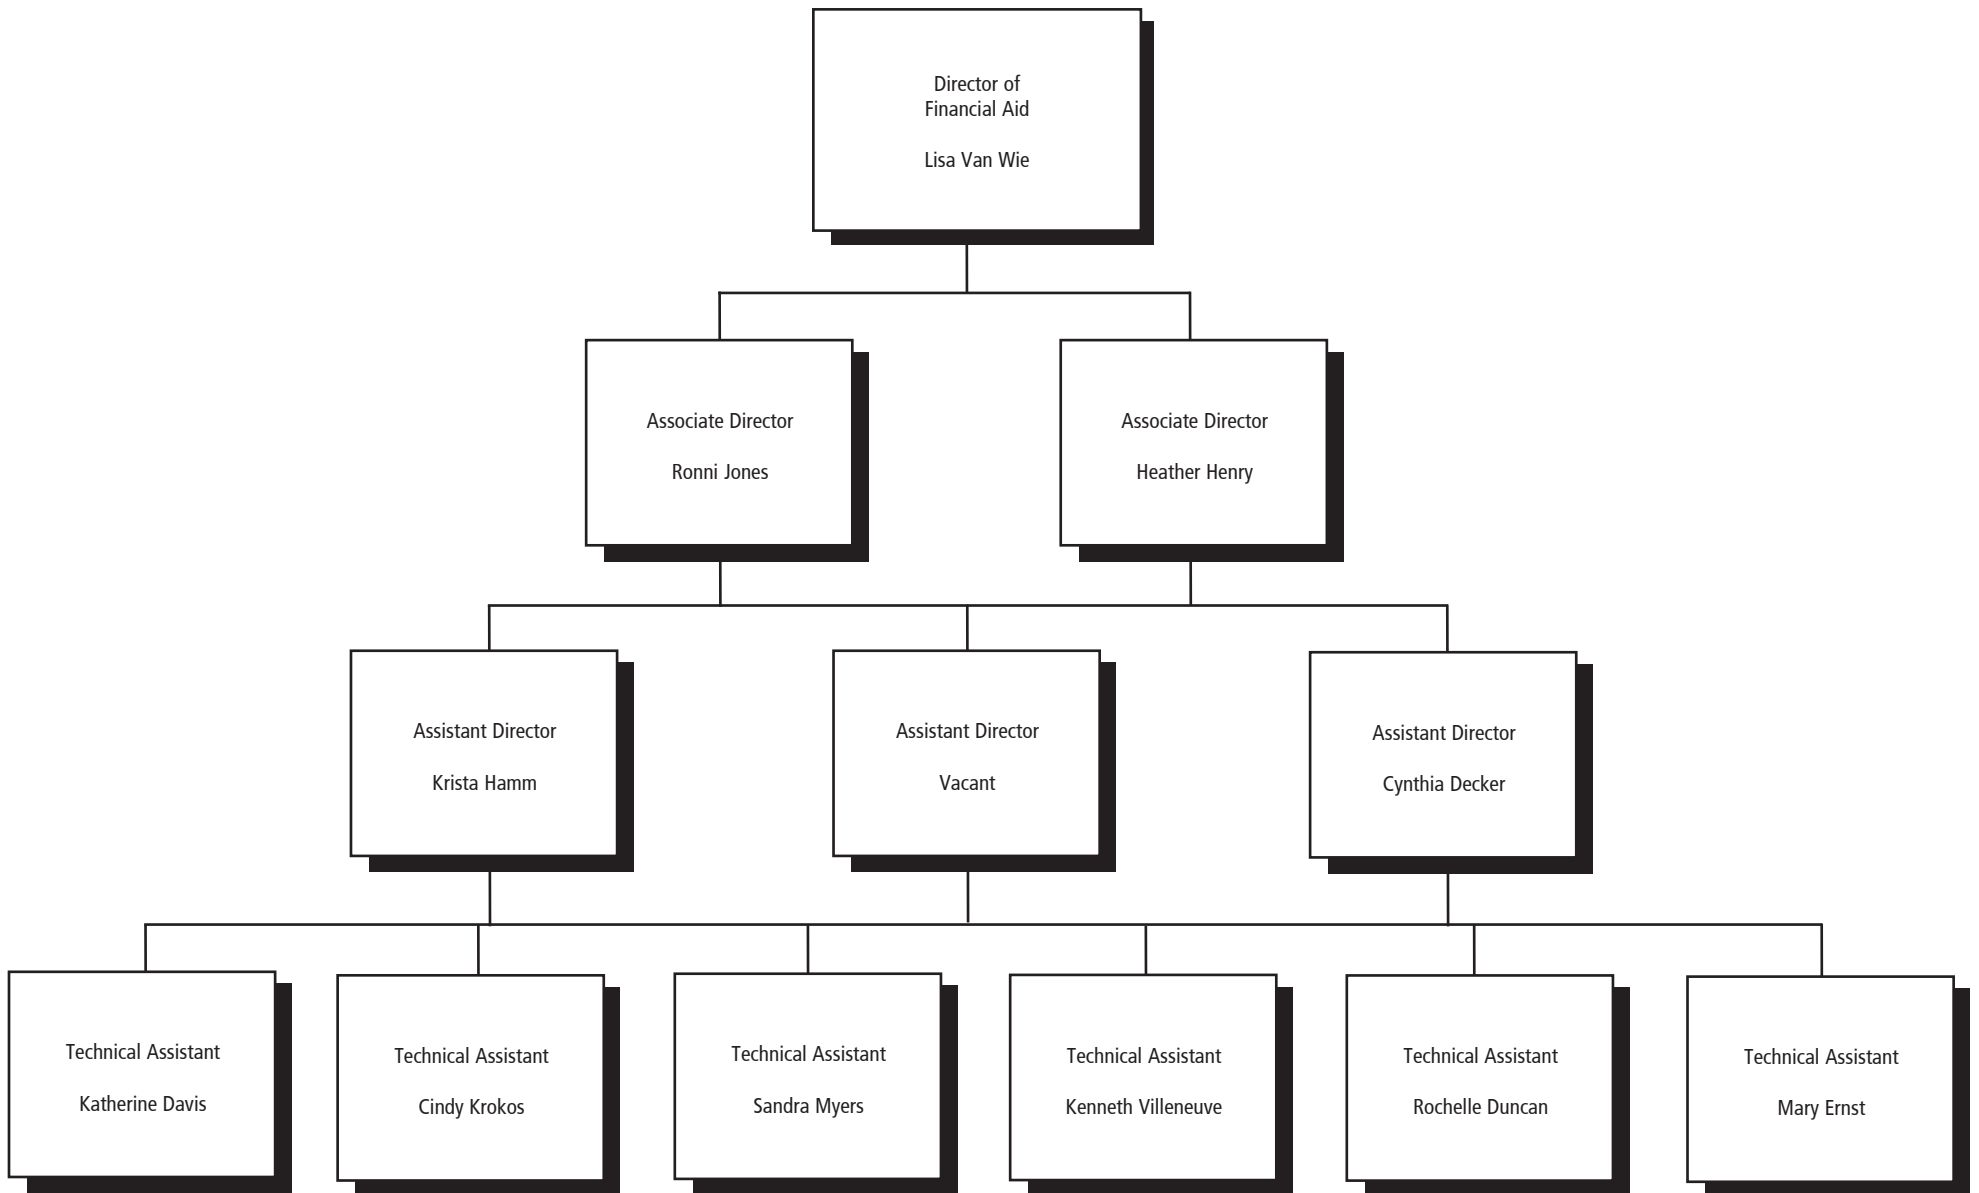 Director of
Financial Aid
Lisa Van Wie
Associate Director
Ronni Jones
Associate Director
Heather Henry
Assistant Director
Krista Hamm
Assistant Director
Vacant
Assistant Director
Cynthia Decker
Technical Assistant
Katherine Davis
Technical Assistant
Cindy Krokos
Technical Assistant
Sandra Myers
Technical Assistant
Kenneth Villeneuve
Technical Assistant
Rochelle Duncan
Technical Assistant
Mary Ernst